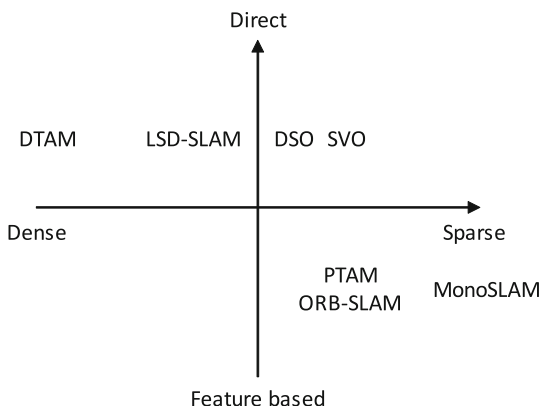 Direct
DTAM LSD-SLAM DSO SVO
Dense Sparse
PTAM
ORB-SLAM MonoSLAM
Feature based